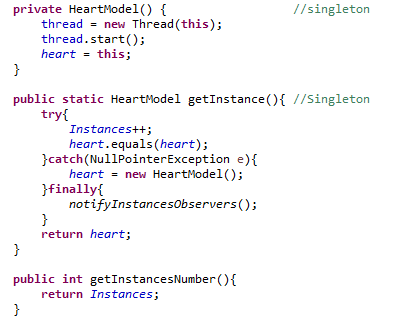 private HeartModel() { //singleton
    thread = new Thread(this);
    thread.start();
    heart = this;
}

public static HeartModel getInstance(){ //Singleton
    try{
        Instances++;
        heart.equals(heart);
    }catch(NullPointerException e){
        heart = new HeartModel();
    }finally{
        notifyInstancesObservers();
    }
    return heart;
}

public int getInstancesNumber(){
    return Instances;
}